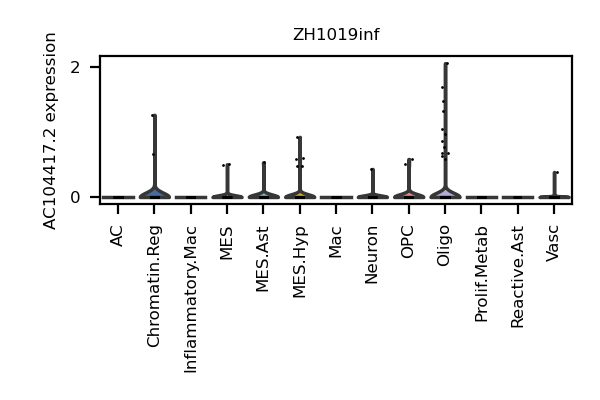 ZH1019inf
AC104417.2 expression
2
0
AC
Chromatin.Reg
Inflammatory.Mac
MES
MES.Ast
MES.Hyp
Mac
Neuron
OPC
Oligo
Prolif.Metab
Reactive.Ast
Vasc